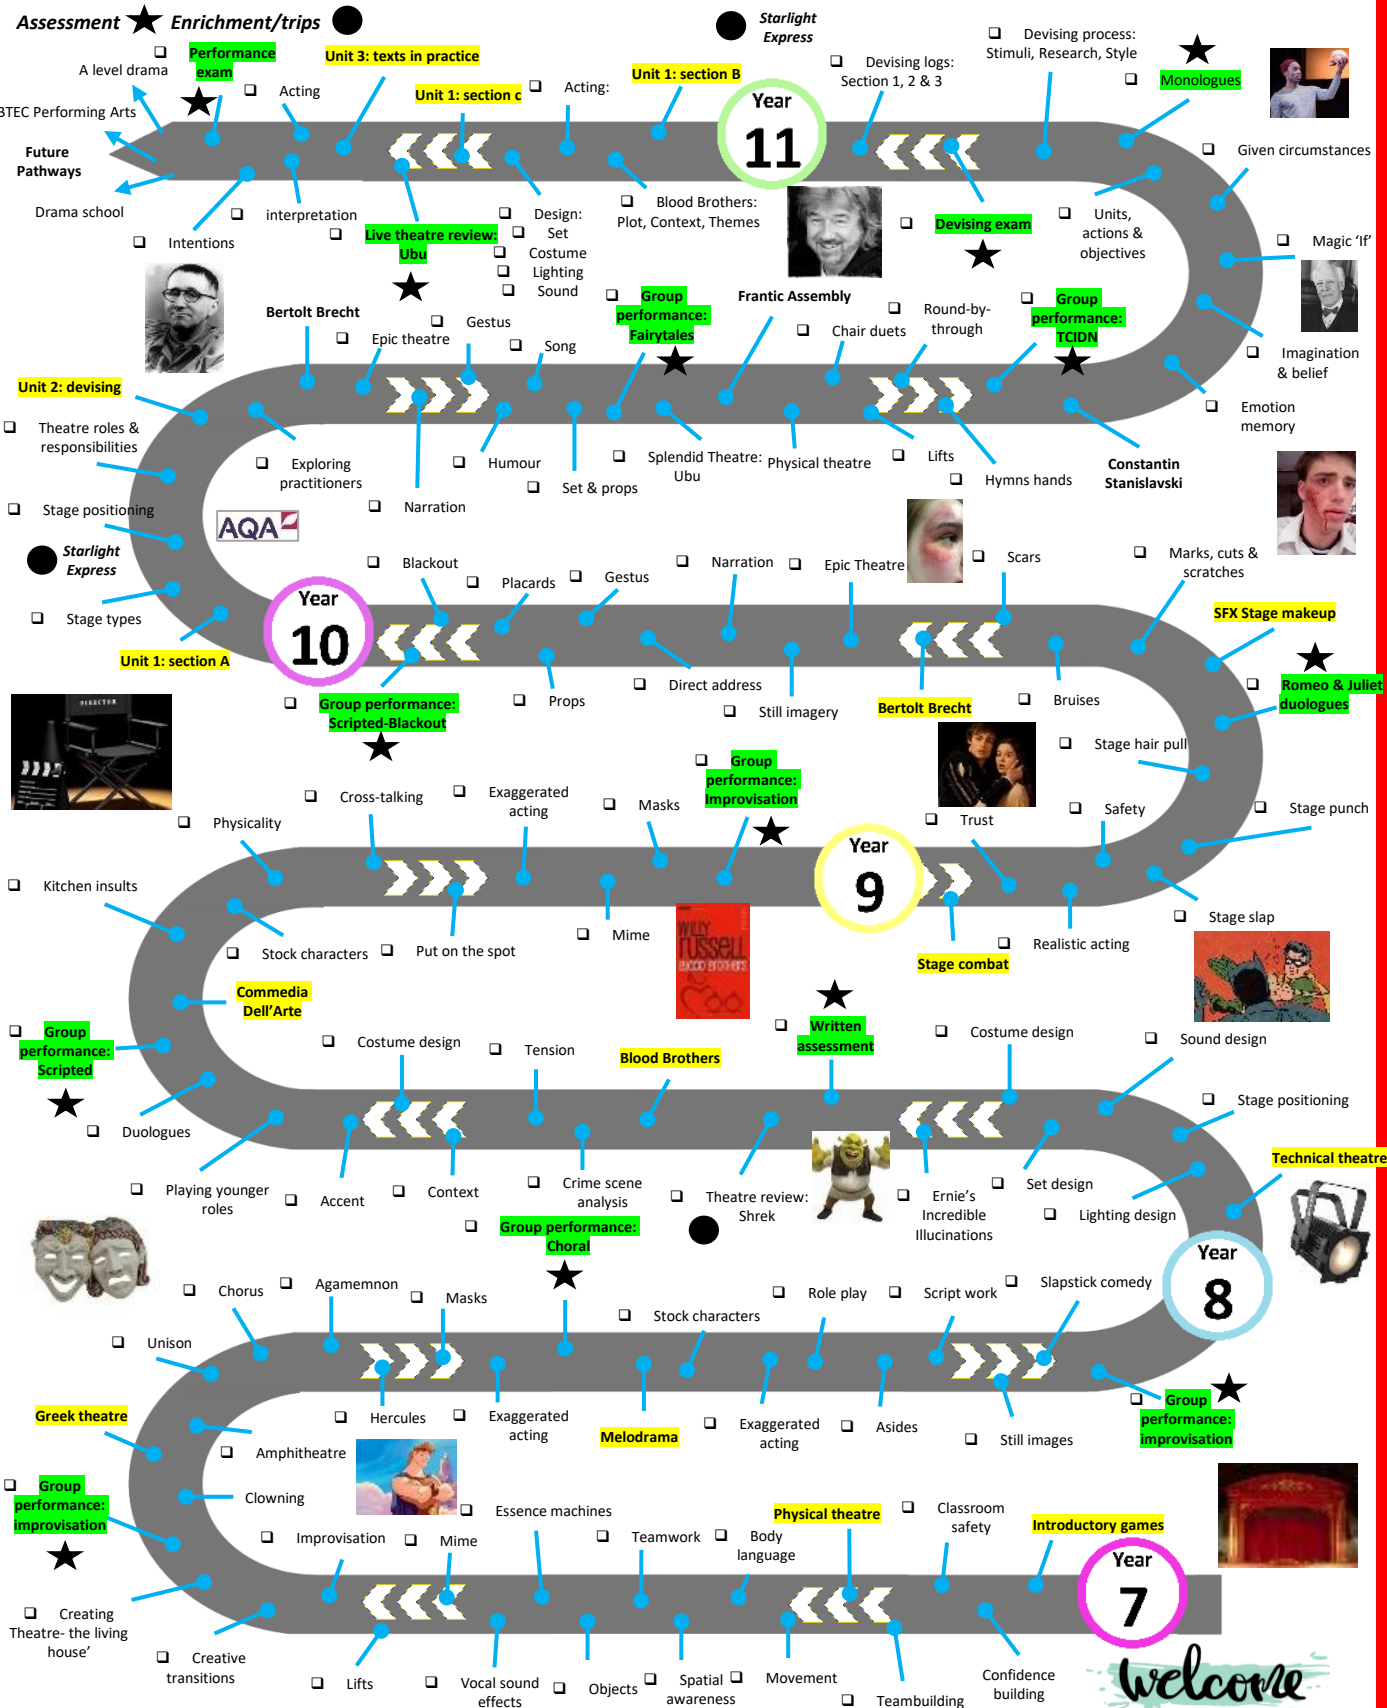 Assessment
Enrichment/trips
Starlight
Express
Devising process:
Stimuli, Research, Style
Performance
exam
A level drama
Unit 3: texts in practice
Unit 1: section B
Devising logs:
Section 1, 2 & 3
Monologues
Acting
Unit 1: section c
Acting:
Year
11
BTEC Performing Arts
Future
Pathways
Given circumstances
Drama school
interpretation
Intentions
Live theatre review:
Ubu
Design:
Set
Costume
Lighting
Sound
Blood Brothers:
Plot, Context, Themes
Devising exam
Units,
actions &
objectives
Magic ‘If’
Bertolt Brecht
Epic theatre
Gestus
Song
Group
performance:
Fairytales
Frantic Assembly
Chair duets
Round-by-
through
Group
performance:
TCIDN
Imagination
& belief
Unit 2: devising
Emotion
memory
Theatre roles &
responsibilities
Exploring
practitioners
Narration
Humour
Set & props
Splendid Theatre:
Ubu
Physical theatre
Lifts
Hymns hands
Constantin
Stanislavski
Stage positioning
AQA
Starlight
Express
Stage types
Unit 1: section A
Year
10
Blackout
Placards
Gestus
Narration
Epic Theatre
Scars
Marks, cuts &
scratches
SFX Stage makeup
Romeo & Juliet
duologues
Group performance:
Scripted-Blackout
Props
Direct address
Still imagery
Bertolt Brecht
Bruises
Stage hair pull
DIRECTOR
Cross-talking
Exaggerated
acting
Masks
Group
performance:
Improvisation
Trust
Safety
Stage punch
Physicality
Year
9
Kitchen insults
Stock characters
Put on the spot
Mime
WILLY
RUSSELL
BLOOD BROTHERS
Stage combat
Realistic acting
Stage slap
Commedia
Dell’Arte
Group
performance:
Scripted
Costume design
Tension
Blood Brothers
Written
assessment
Costume design
Sound design
Stage positioning
Duologues
Technical theatre
Playing younger
roles
Accent
Context
Crime scene
analysis
Theatre review:
Shrek
Ernie’s
Incredible
Illucinations
Set design
Lighting design
Group performance:
Choral
Year
8
Chorus
Agamemnon
Masks
Stock characters
Role play
Script work
Slapstick comedy
Unison
Greek theatre
Hercules
Exaggerated
acting
Melodrama
Exaggerated
acting
Asides
Still images
Group
performance:
improvisation
Amphitheatre
Group
performance:
improvisation
Clowning
Improvisation
Mime
Essence machines
Teamwork
Body
language
Physical theatre
Classroom
safety
Introductory games
Year
7
Creating
Theatre- the living
house’
Creative
transitions
Lifts
Vocal sound
effects
Objects
Spatial
awareness
Movement
Teambuilding
Confidence
building
welcome